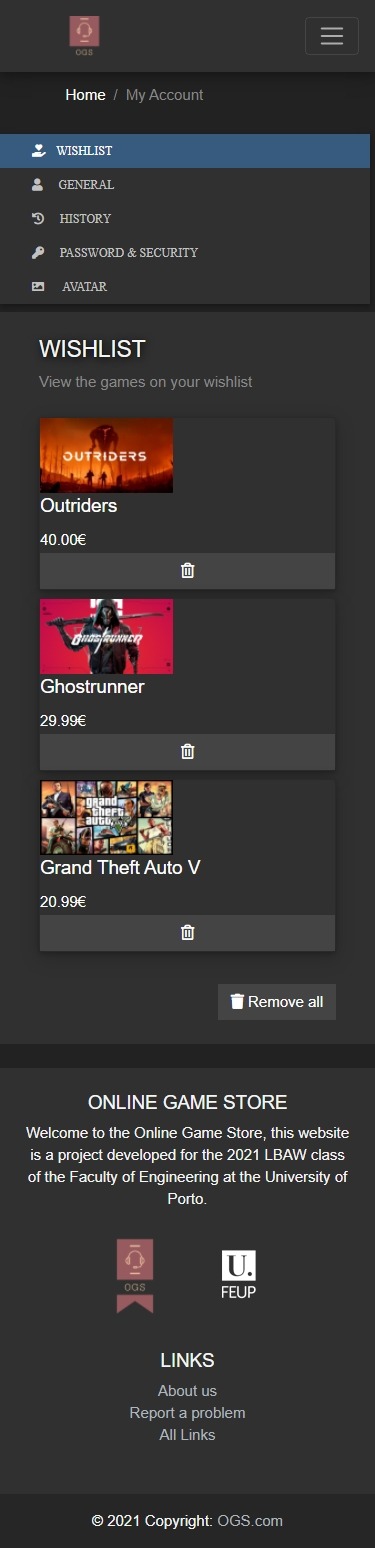 OGS
Home / My Account
WISHLIST
GENERAL
HISTORY
PASSWORD & SECURITY
AVATAR
WISHLIST
View the games on your wishlist
OUTRIDERS
Outriders
40.00€
GHOSTRUNNER
Ghostrunner
29.99€
grand
theft
auto
V
Grand Theft Auto V
20.99€
Remove all
ONLINE GAME STORE
Welcome to the Online Game Store, this website
is a project developed for the 2021 LBAW class
of the Faculty of Engineering at the University of
Porto.
OGS
U.
FEUP
LINKS
About us
Report a problem
All Links
© 2021 Copyright: OGS.com